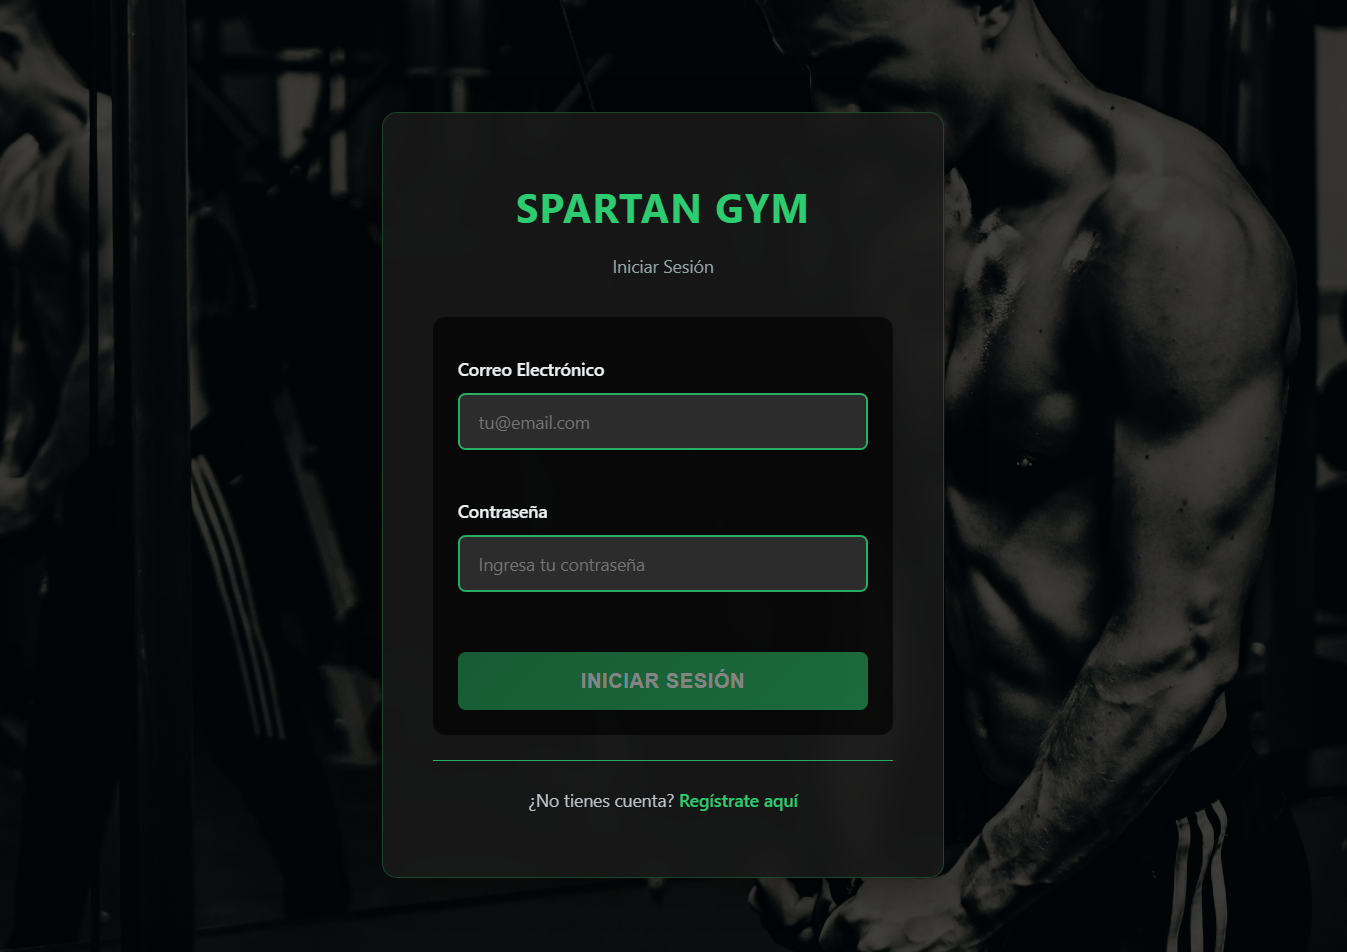 SPARTAN GYM
Iniciar Sesión
Correo Electrónico
tu@email.com
Contraseña
Ingresa tu contraseña
INICIAR SESIÓN
¿No tienes cuenta? Regístrate aquí